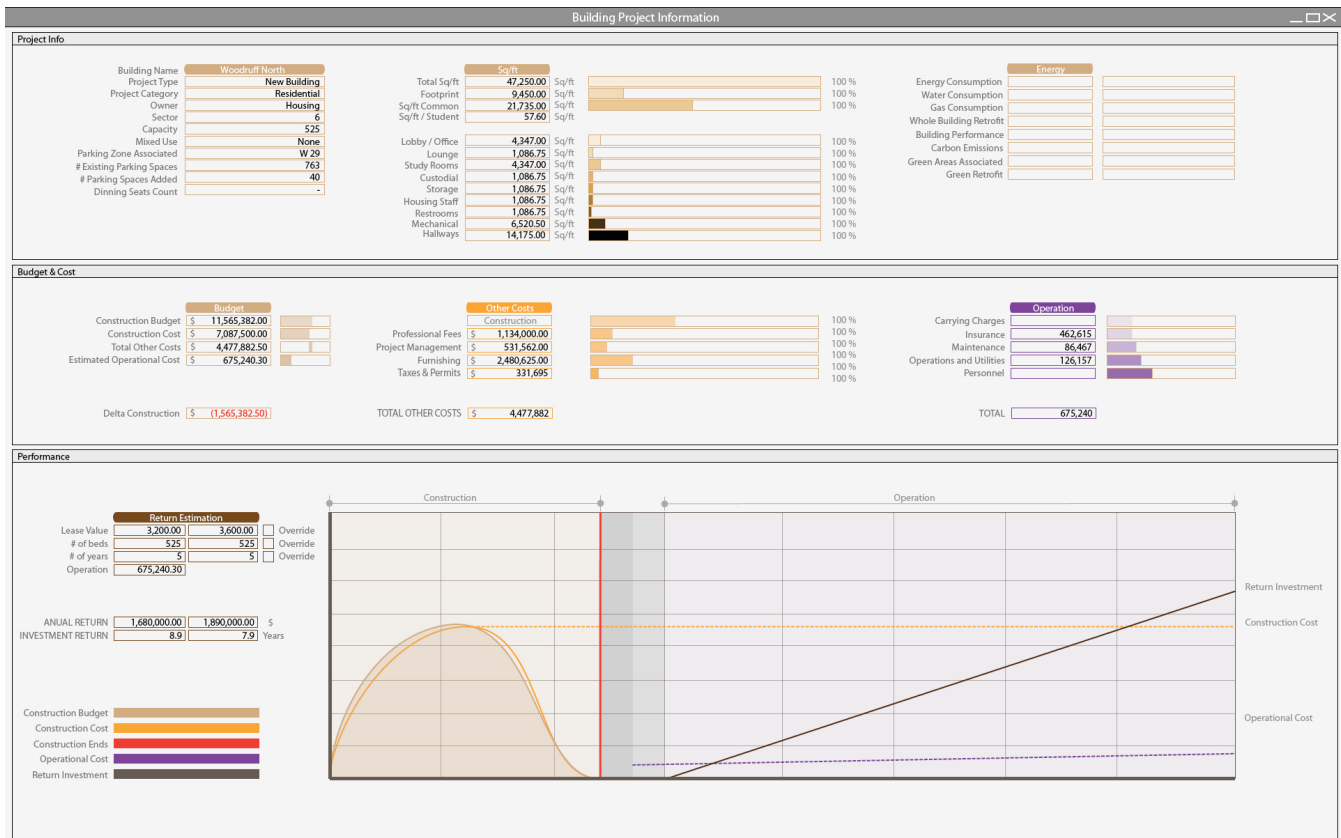 Building Project Information
Project Info
Building Name Woodruff North
Project Type New Building
Project Category Residential
Owner Housing
Sector 6
Capacity 525
Mixed Use None
Parking Zone Associated W 29
# Existing Parking Spaces 763
# Parking Spaces Added 40
Dinning Seats Count -
Sq/ft
Total Sq/ft 47,250.00 Sq/ft 100 %
Footprint 9,450.00 Sq/ft 100 %
Sq/ft Common 21,735.00 Sq/ft 100 %
Sq/ft / Student 57.60 Sq/ft
Lobby / Office 4,347.00 Sq/ft 100 %
Lounge 1,086.75 Sq/ft 100 %
Study Rooms 4,347.00 Sq/ft 100 %
Custodial 1,086.75 Sq/ft 100 %
Storage 1,086.75 Sq/ft 100 %
Housing Staff 1,086.75 Sq/ft 100 %
Restrooms 1,086.75 Sq/ft 100 %
Mechanical 6,520.50 Sq/ft 100 %
Hallways 14,175.00 Sq/ft 100 %
Energy
Energy Consumption
Water Consumption
Gas Consumption
Whole Building Retrofit
Building Performance
Carbon Emissions
Green Areas Associated
Green Retrofit
Budget & Cost
Budget
Construction Budget $ 11,565,382.00
Construction Cost $ 7,087,500.00
Total Other Costs $ 4,477,882.50
Estimated Operational Cost $ 675,240.30
Delta Construction $ (1,565,382.50)
Other Costs
Construction 100 %
Professional Fees $ 1,134,000.00 100 %
Project Management $ 531,562.00 100 %
Furnishing $ 2,480,625.00 100 %
Taxes & Permits $ 331,695 100 %
TOTAL OTHER COSTS $ 4,477,882
Operation
Carrying Charges
Insurance 462,615
Maintenance 86,467
Operations and Utilities 126,157
Personnel
TOTAL 675,240
Performance
Return Estimation
Lease Value 3,200.00 3,600.00 Override
# of beds 525 525 Override
# of years 5 5 Override
Operation 675,240.30
ANUAL RETURN 1,680,000.00 1,890,000.00 $
INVESTMENT RETURN 8.9 7.9 Years
Construction Budget
Construction Cost
Construction Ends
Operational Cost
Return Investment
Construction
Operation
Return Investment
Construction Cost
Operational Cost